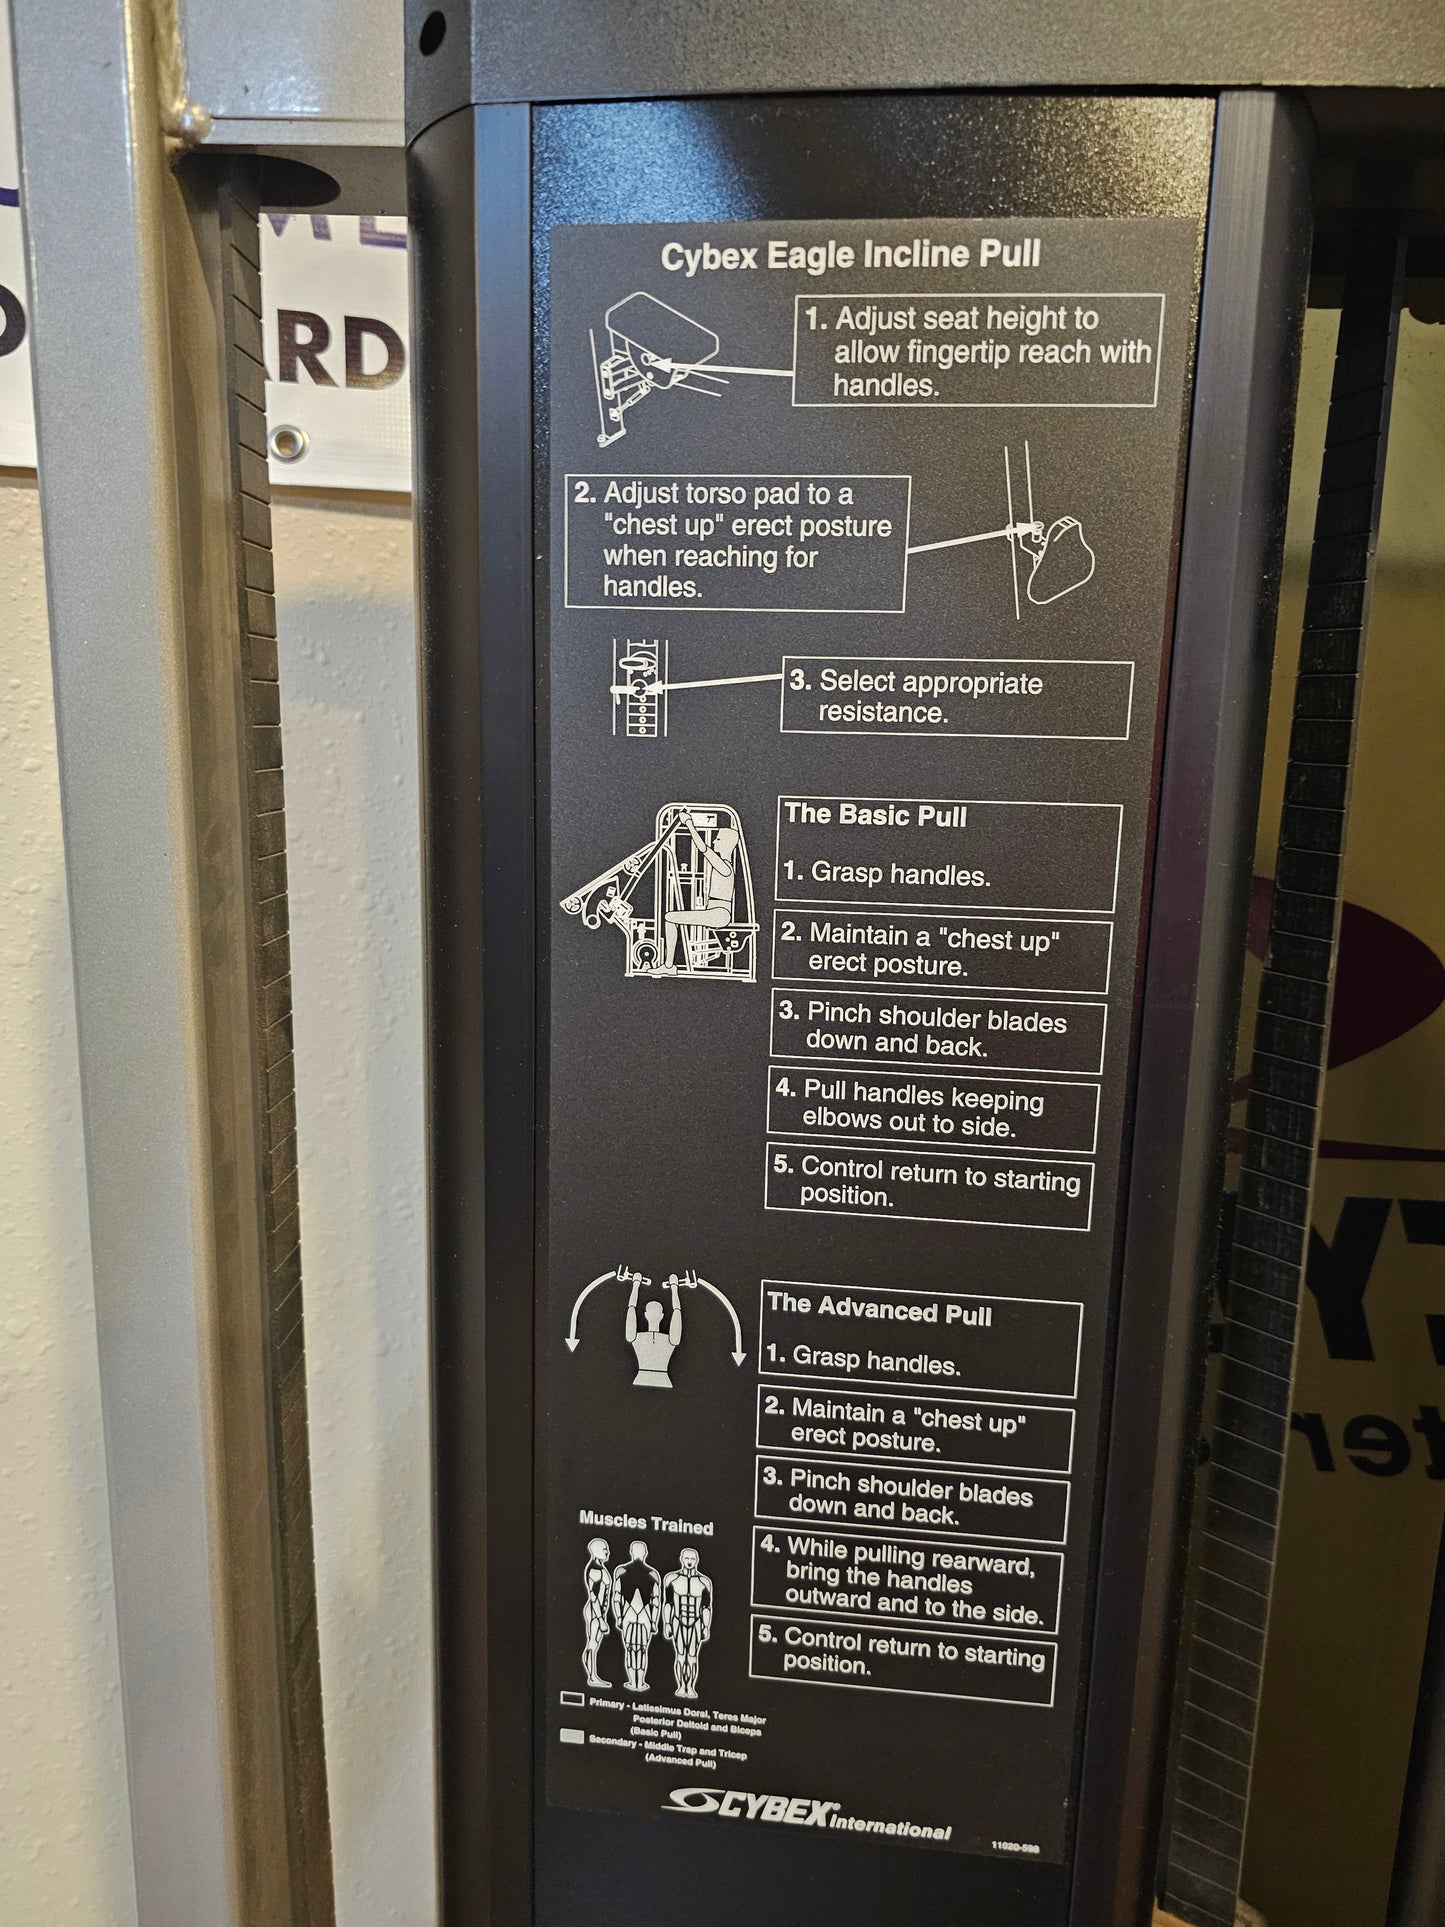 Cybex Eagle Incline Pull
1. Adjust seat height to
allow fingertip reach with
handles.
2. Adjust torso pad to a
"chest up" erect posture
when reaching for
handles.
3. Select appropriate
resistance.
The Basic Pull
1. Grasp handles.
2. Maintain a "chest up"
erect posture.
3. Pinch shoulder blades
down and back.
4. Pull handles keeping
elbows out to side.
5. Control return to starting
position.
The Advanced Pull
1. Grasp handles.
2. Maintain a "chest up"
erect posture.
3. Pinch shoulder blades
down and back.
4. While pulling rearward,
bring the handles
outward and to the side.
5. Control return to starting
position.
Muscles Trained
Primary - Latissimus Dorsi, Teres Major
Posterior Deltoid and Biceps
(Basic Pull)
Secondary - Middle Trap and Tricep
(Advanced Pull)
CYBEX® International
11020-598
ARD